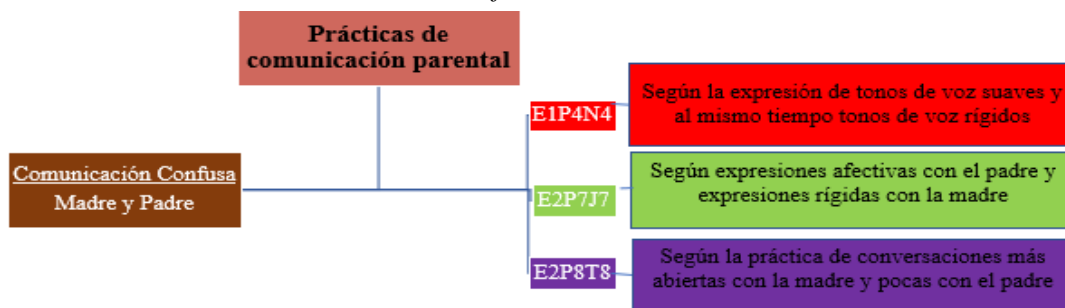 Prácticas de
comunicación parental
Comunicación Confusa
Madre y Padre
E1P4N4
Según la expresión de tonos de voz suaves y
al mismo tiempo tonos de voz rígidos
E2P7J7
Según expresiones afectivas con el padre y
expresiones rígidas con la madre
E2P8T8
Según la práctica de conversaciones más
abiertas con la madre y pocas con el padre